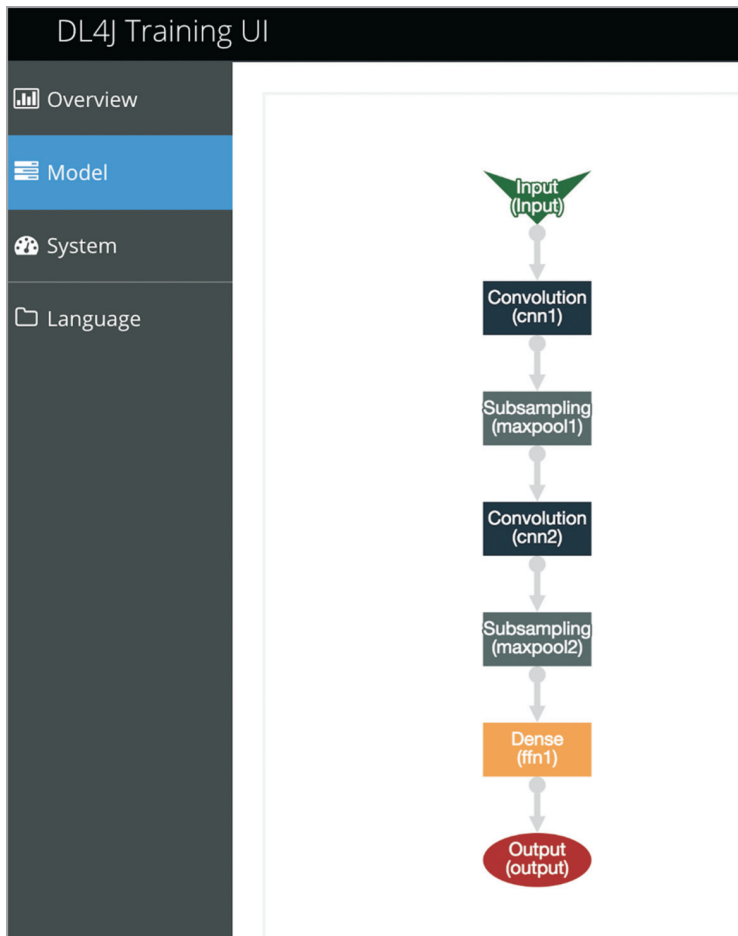 DL4J Training UI
Overview
Model
System
Language
Input
(Input)
Convolution
(cnn1)
Subsampling
(maxpool1)
Convolution
(cnn2)
Subsampling
(maxpool2)
Dense
(ffn1)
Output
(output)